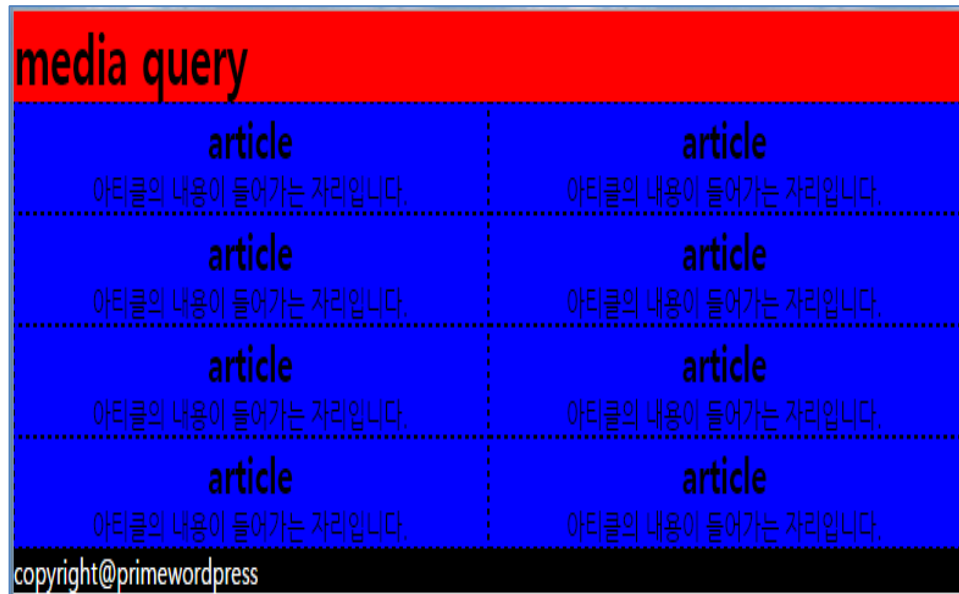 media query
article article
아티클의 내용이 들어가는 자리입니다. 아티클의 내용이 들어가는 자리입니다.
article article
아티클의 내용이 들어가는 자리입니다. 아티클의 내용이 들어가는 자리입니다.
article article
아티클의 내용이 들어가는 자리입니다. 아티클의 내용이 들어가는 자리입니다.
article article
아티클의 내용이 들어가는 자리입니다. 아티클의 내용이 들어가는 자리입니다.
copyright@primewordpress